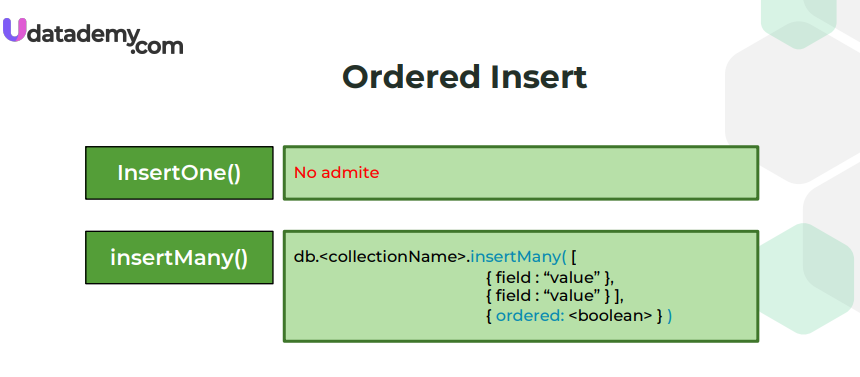 Udatademy
.com
Ordered Insert
InsertOne()
No admite
insertMany()
db.<collectionName>.insertMany( [
{ field : “value” },
{ field : “value” } ],
{ ordered: <boolean> } )